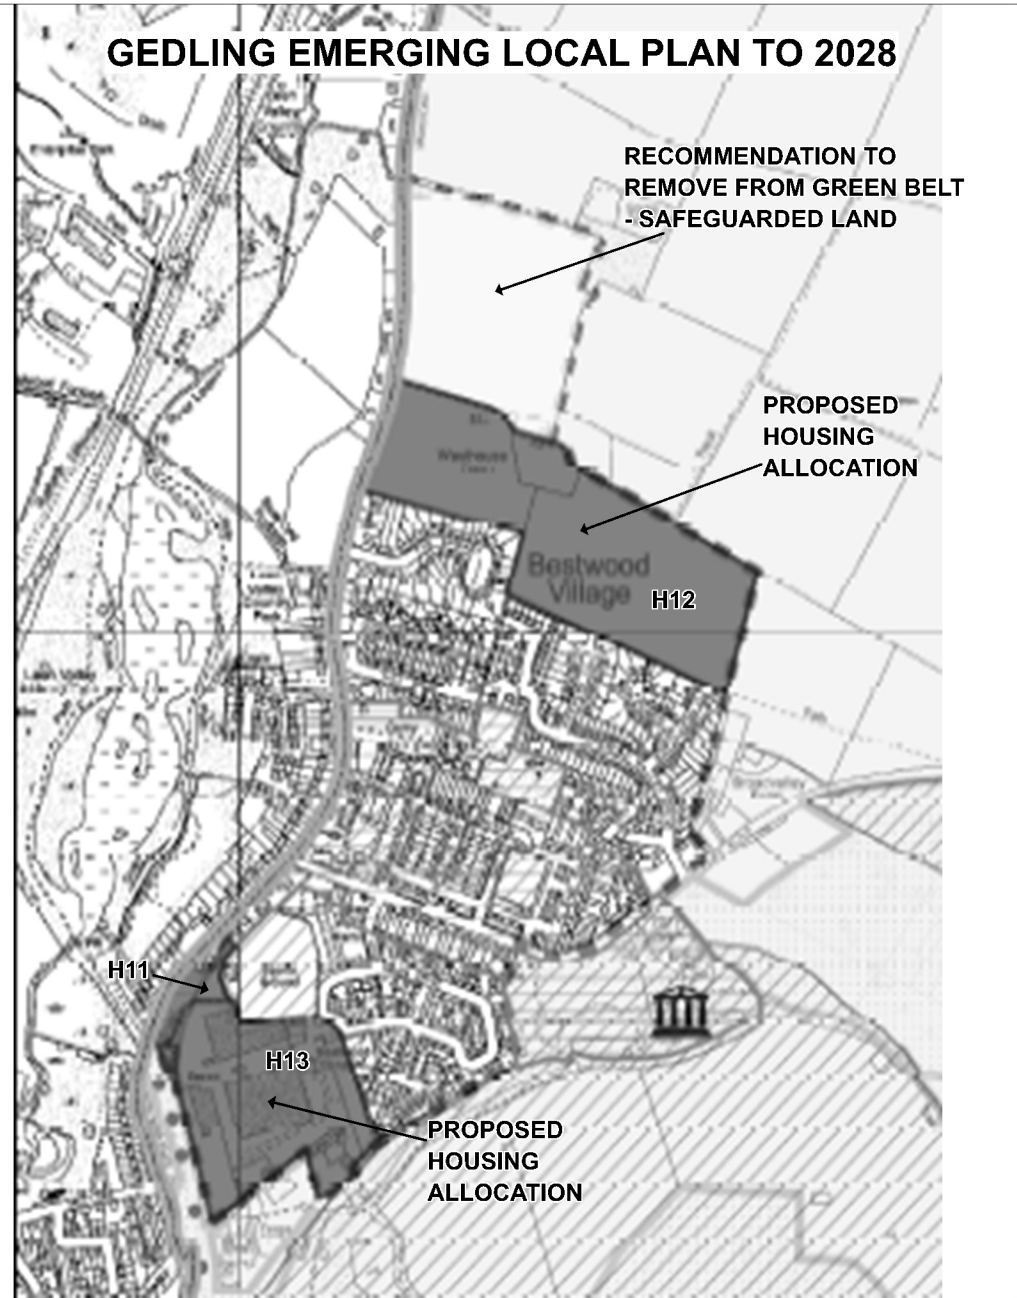 GEDLING EMERGING LOCAL PLAN TO 2028
RECOMMENDATION TO
REMOVE FROM GREEN BELT
- SAFEGUARDED LAND
PROPOSED
HOUSING
ALLOCATION
Bestwood
Village
H12
H11
H13
PROPOSED
HOUSING
ALLOCATION